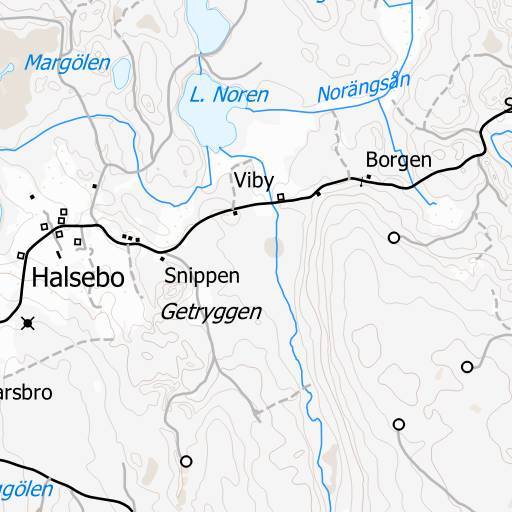 Margölen
L. Noren
Norängsån
S
Borgen
Viby
Halsebo
Snippen
Getryggen
arsbro
gölen